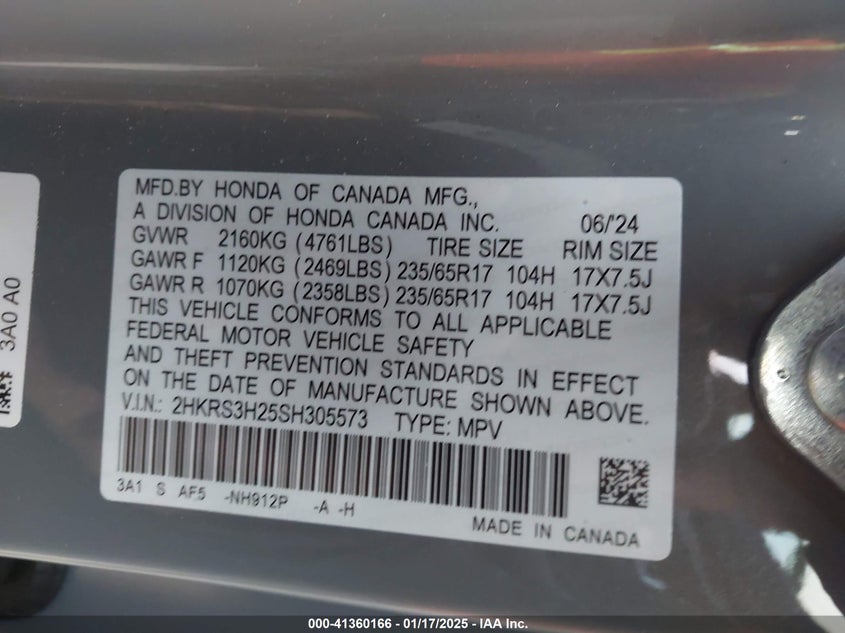 MFD.BY HONDA OF CANADA MFG.,
A DIVISION OF HONDA CANADA INC. 06/'24
GVWR 2160KG (4761LBS) TIRE SIZE RIM SIZE
GAWR F 1120KG (2469LBS) 235/65R17 104H 17X7.5J
GAWR R 1070KG (2358LBS) 235/65R17 104H 17X7.5J
THIS VEHICLE CONFORMS TO ALL APPLICABLE
FEDERAL MOTOR VEHICLE SAFETY
AND THEFT PREVENTION STANDARDS IN EFFECT
ON THE DATE OF MANUFACTURE SHOWN ABOVE.
V.I.N.: 2HKRS3H25SH305573 TYPE: MPV
3A1 S AF5 -NH912P -A -H
MADE IN CANADA
3A0 A0
000-41360166 - 01/17/2025 - IAA Inc.